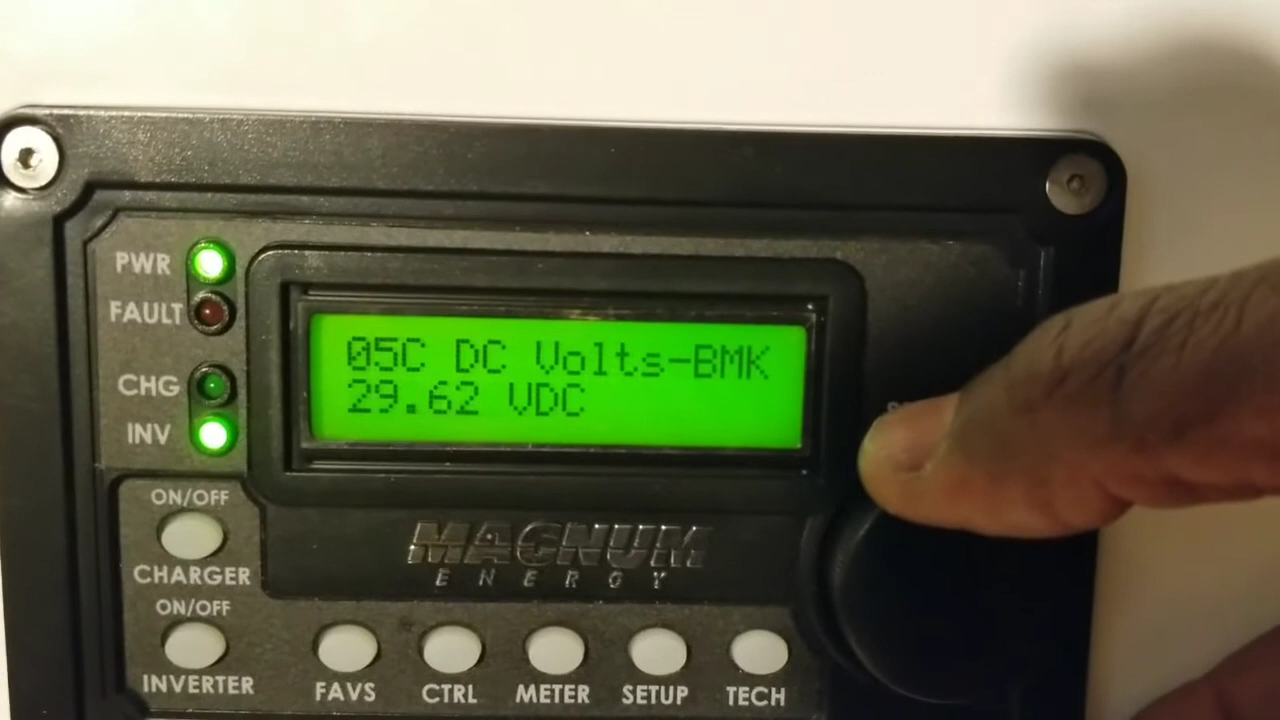 PWR
FAULT
CHG
INV
05C DC Volts-BMK
29.62 VDC
ON/OFF
CHARGER
ON/OFF
INVERTER
MAGNUM
ENERGY
FAVS
CTRL
METER
SETUP
TECH